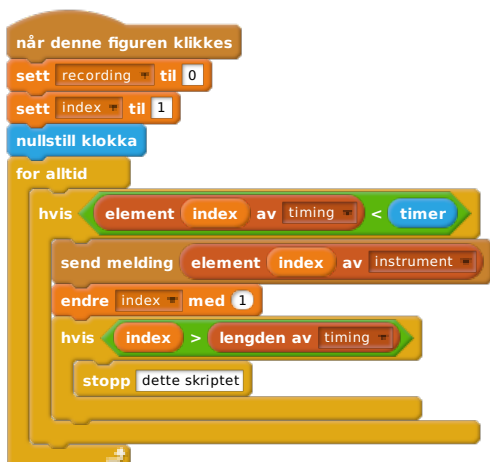 når denne figuren klikkes
sett recording til 0
sett index til 1
nullstill klokka
for alltid
hvis element index av timing < timer
send melding element index av instrument
endre index med 1
hvis index > lengden av timing
stopp dette skriptet